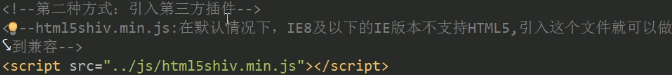 <!--第二种方式：引入第三方插件-->
<!--html5shiv.min.js:在默认情况下，IE8及以下的IE版本不支持HTML5,引入这个文件就可以做
到兼容-->
<script src="../js/html5shiv.min.js"></script>